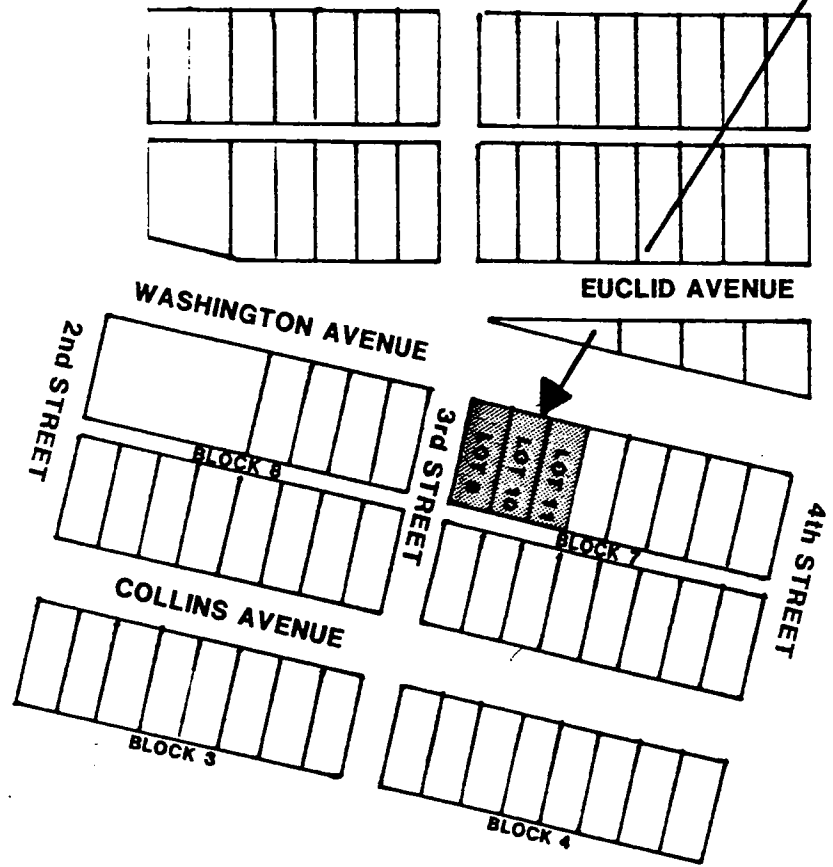 EUCLID AVENUE
WASHINGTON AVENUE
2nd STREET
3rd STREET
LOT 9
LOT 10
LOT 11
BLOCK 8
BLOCK 7
4th STREET
COLLINS AVENUE
BLOCK 3
BLOCK 4